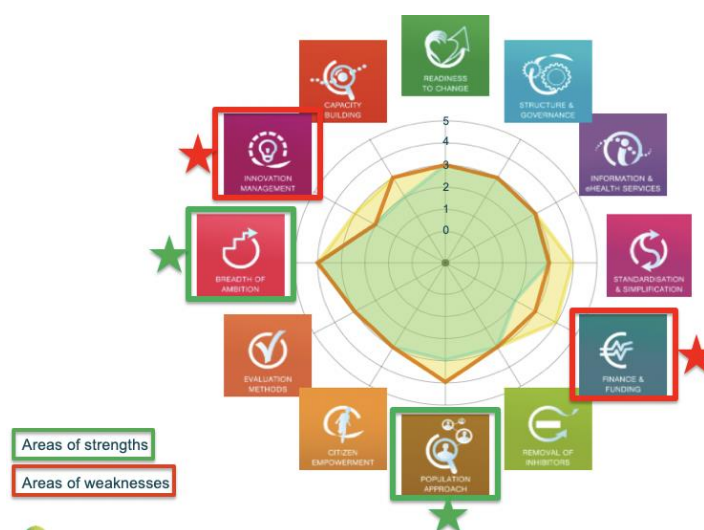 READINESS
TO CHANGE
STRUCTURE &
GOVERNANCE
INFORMATION &
eHEALTH SERVICES
STANDARDISATION
& SIMPLIFICATION
FINANCE &
FUNDING
REMOVAL OF
INHIBITORS
POPULATION
APPROACH
CITIZEN
EMPOWERMENT
EVALUATION
METHODS
BREADTH OF
AMBITION
INNOVATION
MANAGEMENT
CAPACITY
BUILDING
5
4
3
2
1
0
Areas of strengths
Areas of weaknesses